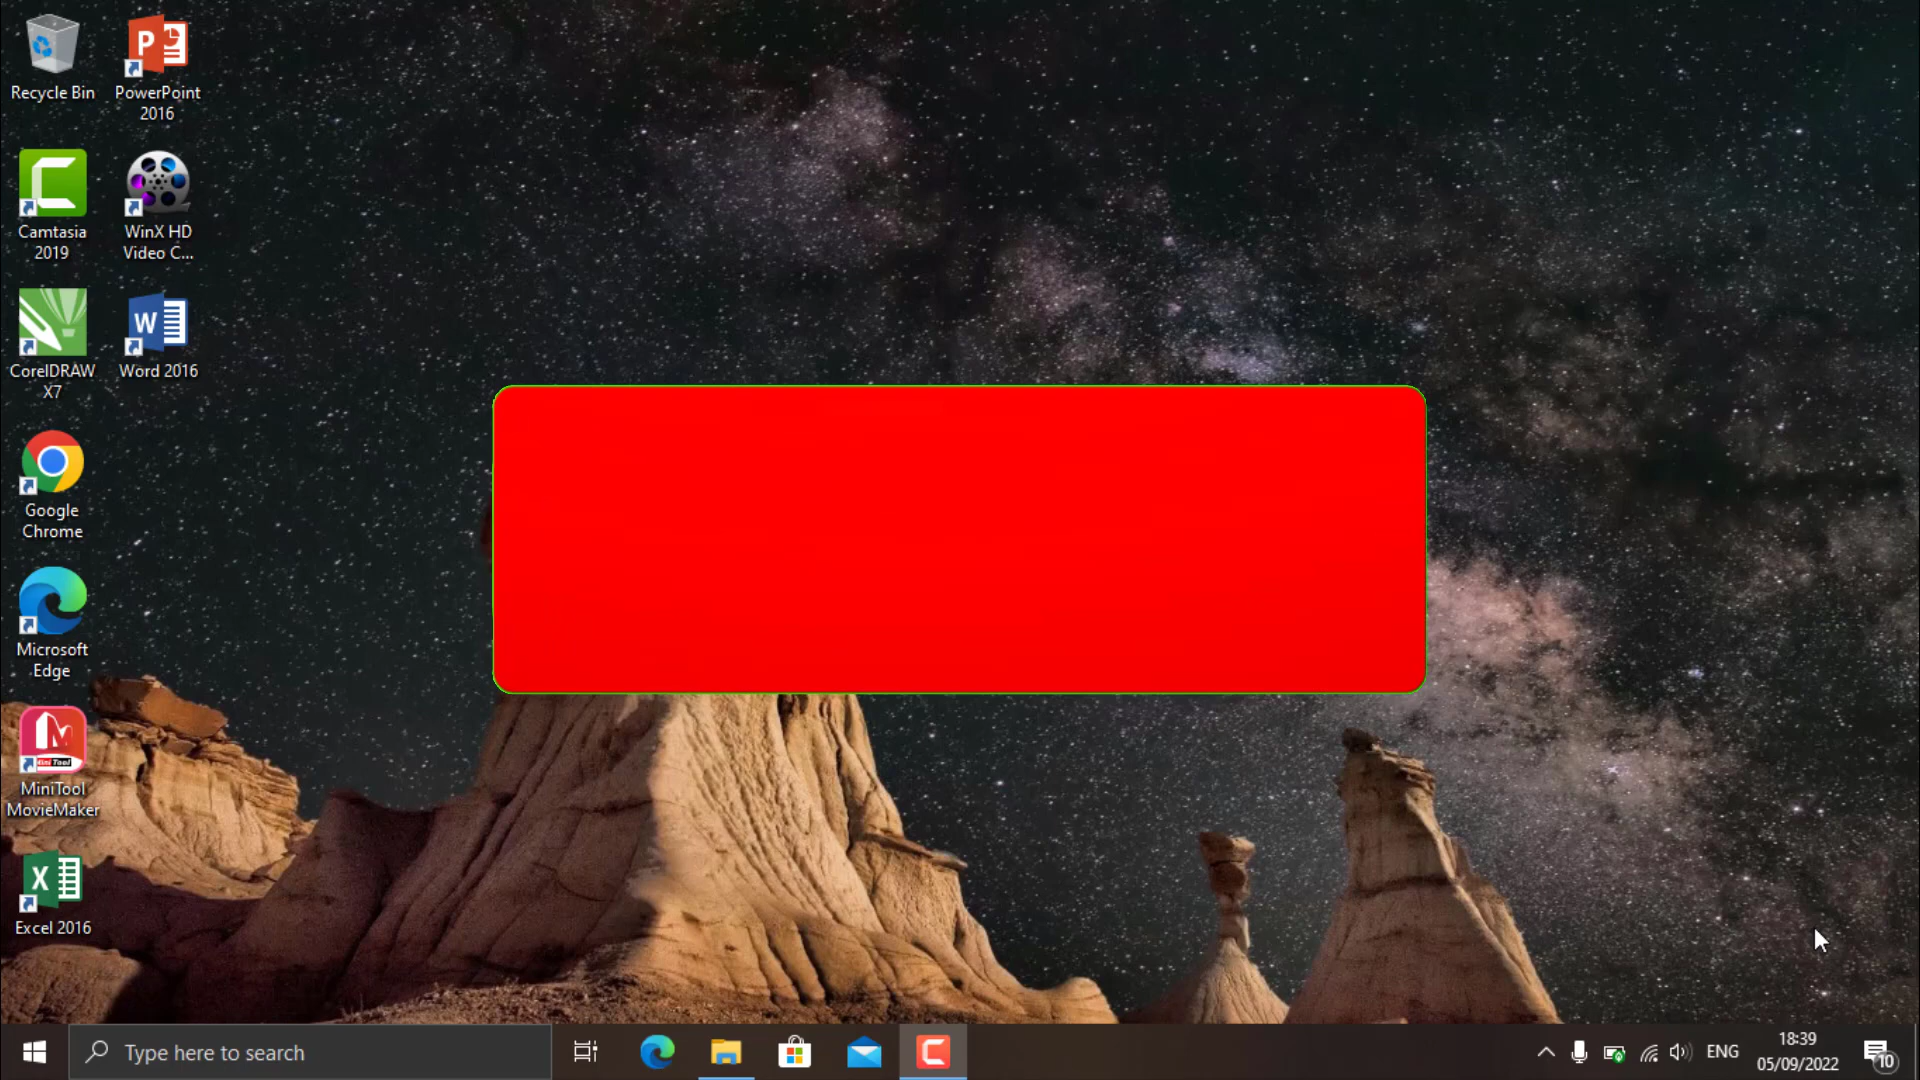 Recycle Bin
PowerPoint
2016
Camtasia
2019
WinX HD
Video C...
CorelDRAW
X7
Word 2016
Google
Chrome
Microsoft
Edge
MiniTool
MovieMaker
Excel 2016
Type here to search
ENG
18:39
05/09/2022
10